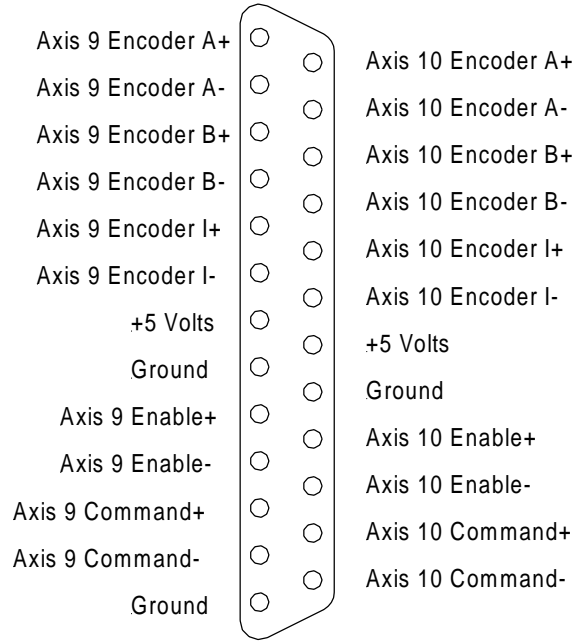 Axis 9 Encoder A+
Axis 9 Encoder A-
Axis 9 Encoder B+
Axis 9 Encoder B-
Axis 9 Encoder I+
Axis 9 Encoder I-
+5 Volts
Ground
Axis 9 Enable+
Axis 9 Enable-
Axis 9 Command+
Axis 9 Command-
Ground
Axis 10 Encoder A+
Axis 10 Encoder A-
Axis 10 Encoder B+
Axis 10 Encoder B-
Axis 10 Encoder I+
Axis 10 Encoder I-
+5 Volts
Ground
Axis 10 Enable+
Axis 10 Enable-
Axis 10 Command+
Axis 10 Command-